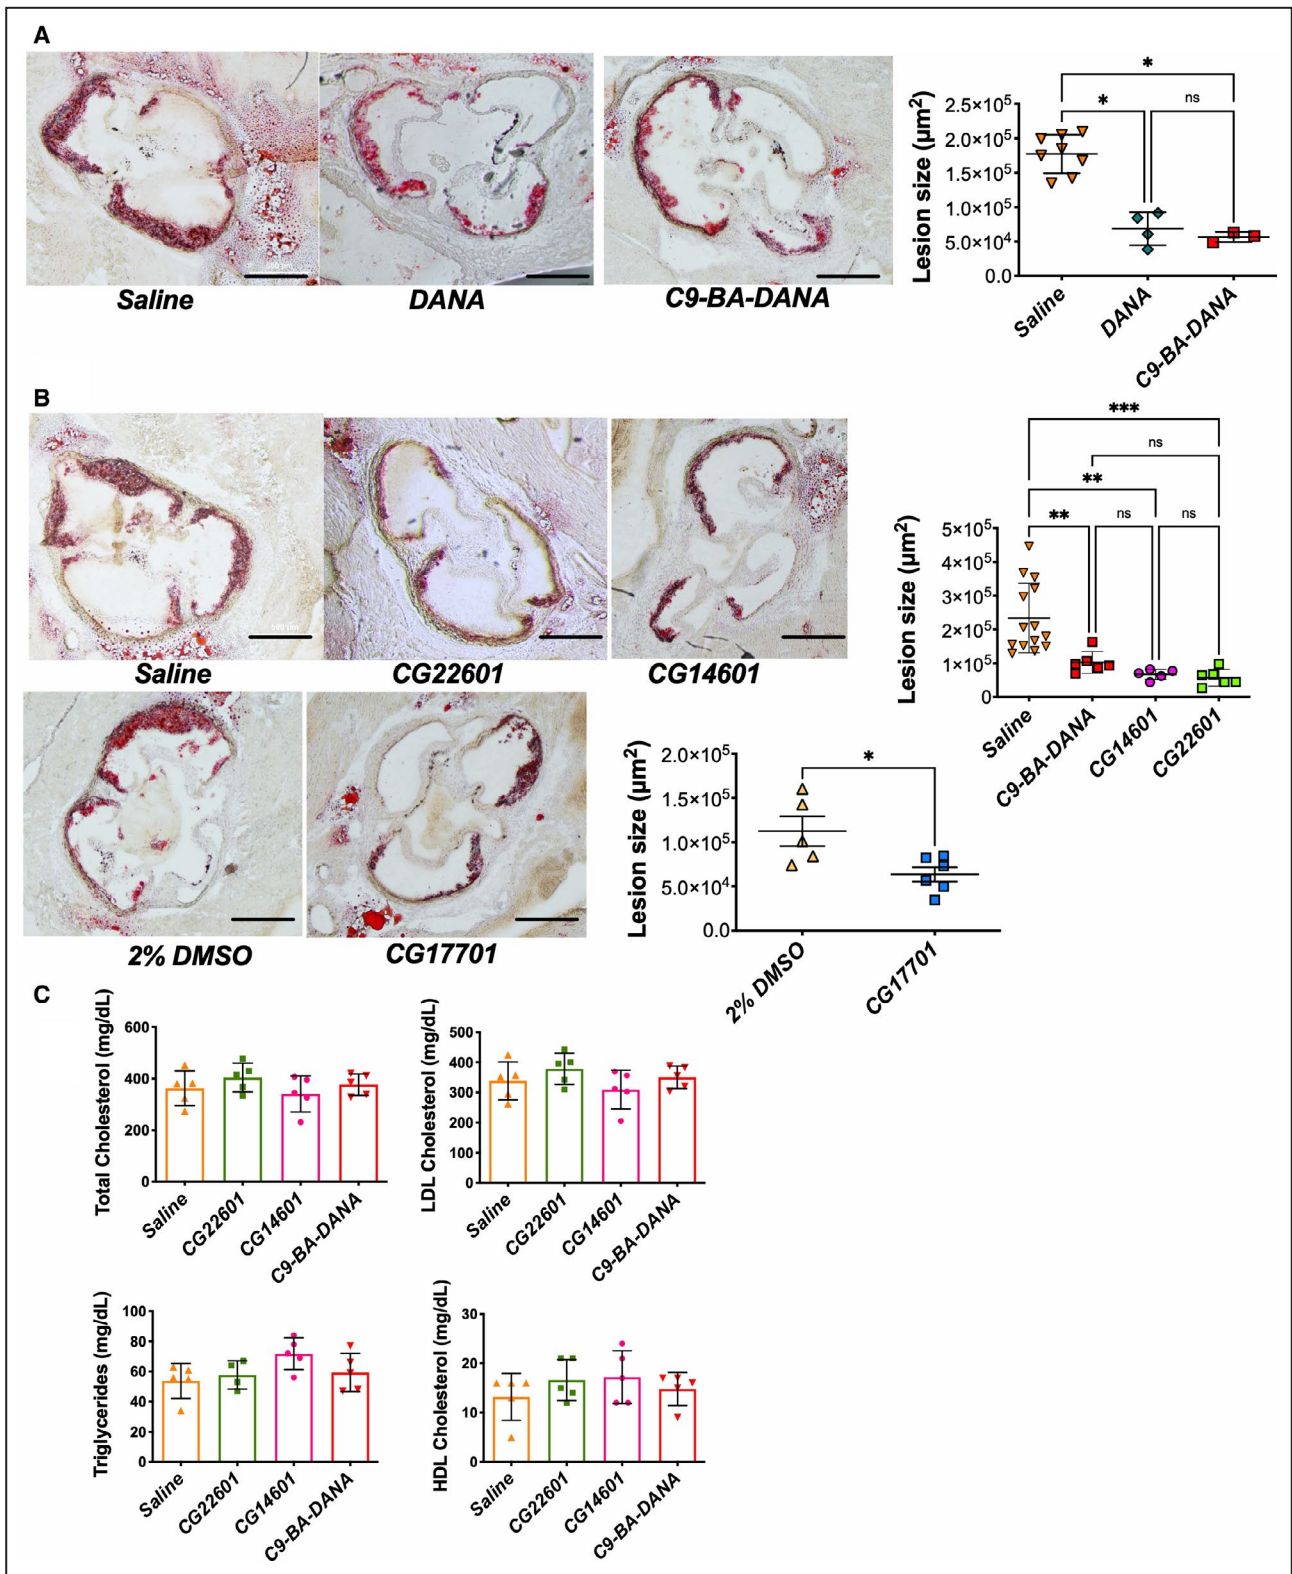 A
Saline
DANA
C9-BA-DANA
Lesion size (µm²)
2.5×10⁵
2.0×10⁵
1.5×10⁵
1.0×10⁵
5.0×10⁴
0.0
*
*
ns
Saline
DANA
C9-BA-DANA
B
Saline
CG22601
CG14601
Lesion size (µm²)
5×10⁵
4×10⁵
3×10⁵
2×10⁵
1×10⁵
0
***
ns
**
**
ns
ns
Saline
C9-BA-DANA
CG14601
CG22601
2% DMSO
CG17701
Lesion size (µm²)
2.0×10⁵
1.5×10⁵
1.0×10⁵
5.0×10⁴
0.0
*
2% DMSO
CG17701
C
Total Cholesterol (mg/dL)
600
400
200
0
Saline
CG22601
CG14601
C9-BA-DANA
LDL Cholesterol (mg/dL)
500
400
300
200
100
0
Saline
CG22601
CG14601
C9-BA-DANA
Triglycerides (mg/dL)
100
80
60
40
20
0
Saline
CG22601
CG14601
C9-BA-DANA
HDL Cholesterol (mg/dL)
30
20
10
0
Saline
CG22601
CG14601
C9-BA-DANA